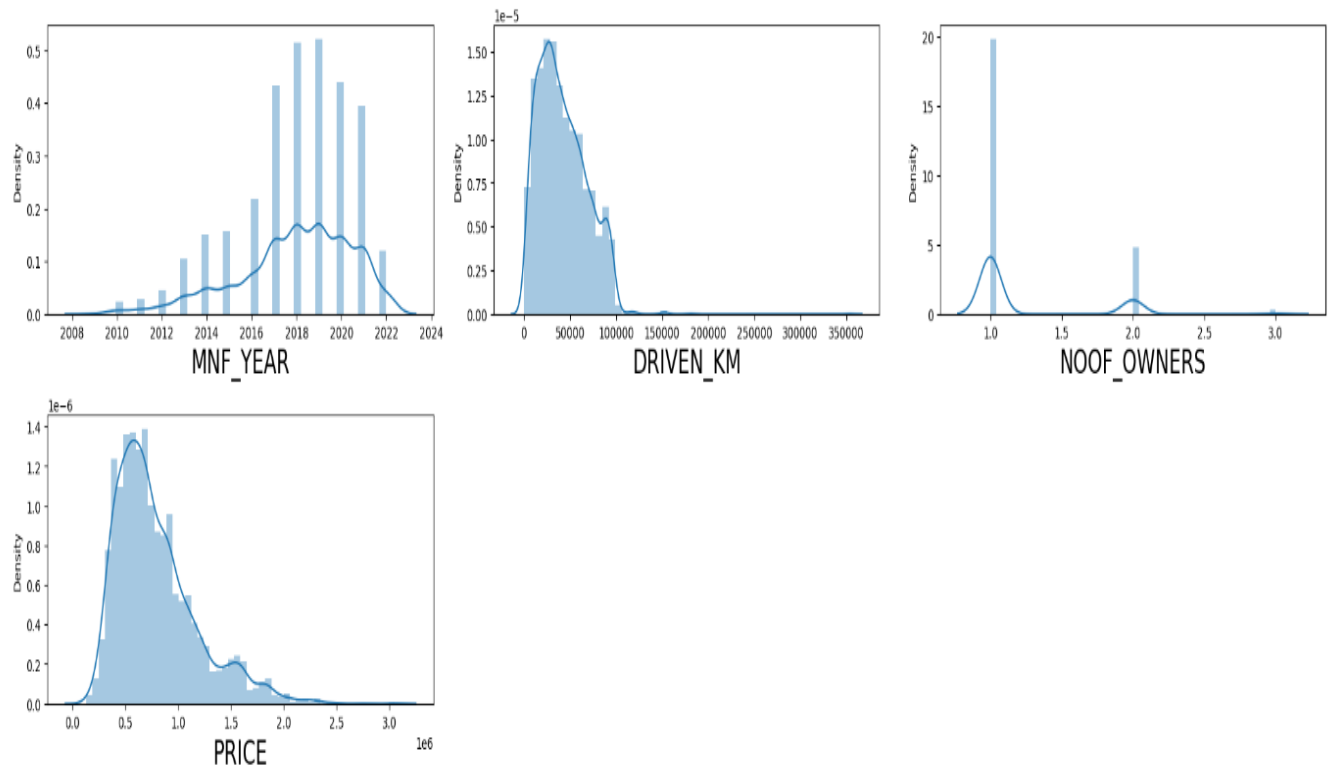 1e−5
0.5
0.4
0.3
0.2
0.1
0.0
Density
2008 2010 2012 2014 2016 2018 2020 2022 2024
MNF_YEAR
1.50
1.25
1.00
0.75
0.50
0.25
0.00
Density
0 50000 100000 150000 200000 250000 300000 350000
DRIVEN_KM
20
15
10
5
0
Density
1.0 1.5 2.0 2.5 3.0
NOOF_OWNERS
1e−6
1.4
1.2
1.0
0.8
0.6
0.4
0.2
0.0
Density
0.0 0.5 1.0 1.5 2.0 2.5 3.0
1e6
PRICE